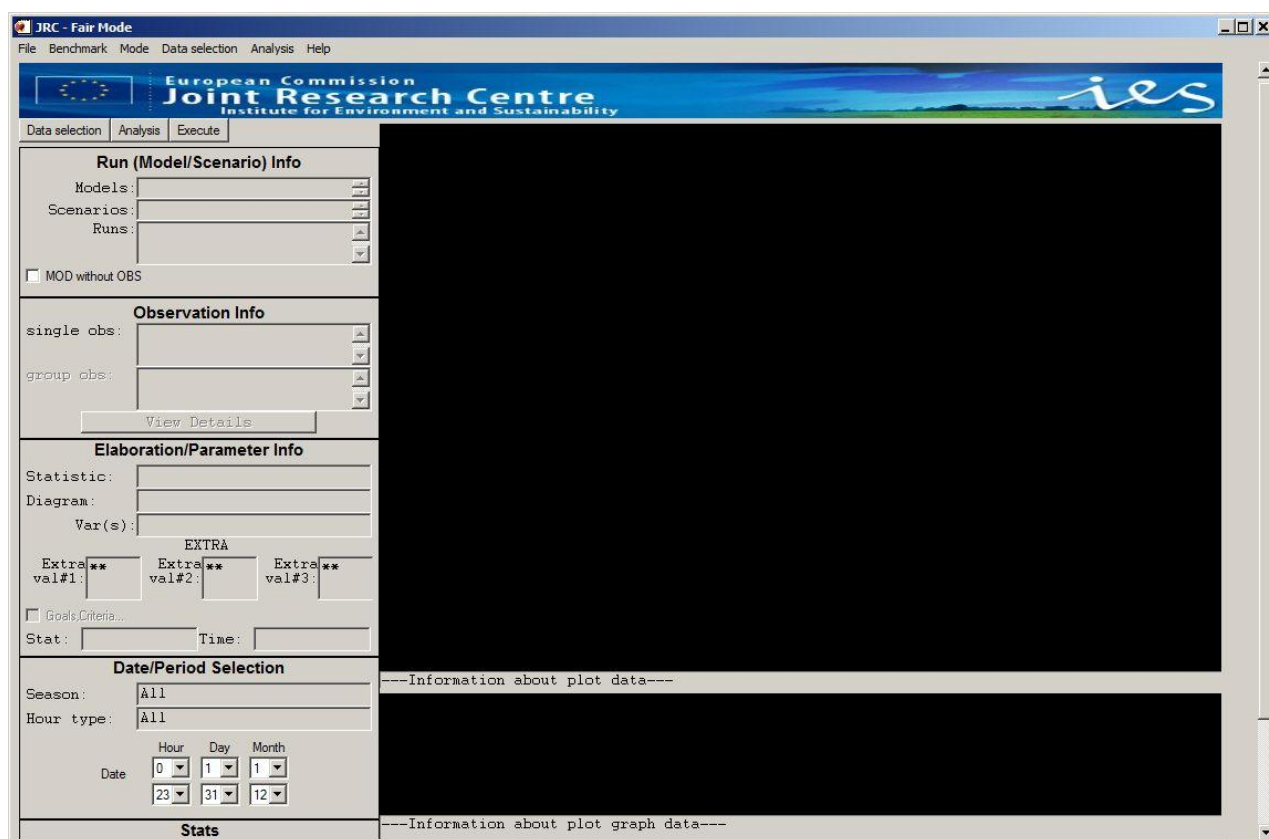 JRC - Fair Mode
File Benchmark Mode Data selection Analysis Help
European Commission
Joint Research Centre
Institute for Environment and Sustainability
ies
Data selection Analysis Execute
Run (Model/Scenario) Info
Models:
Scenarios:
Runs:
MOD without OBS
Observation Info
single obs:
group obs:
View Details
Elaboration/Parameter Info
Statistic:
Diagram:
Var(s):
EXTRA
Extra val#1: ** Extra val#2: ** Extra val#3: **
Goals,Criteria...
Stat: Time:
Date/Period Selection
Season: All
Hour type: All
Hour Day Month
Date 0 1 1
23 31 12
Stats
---Information about plot data---
---Information about plot graph data---